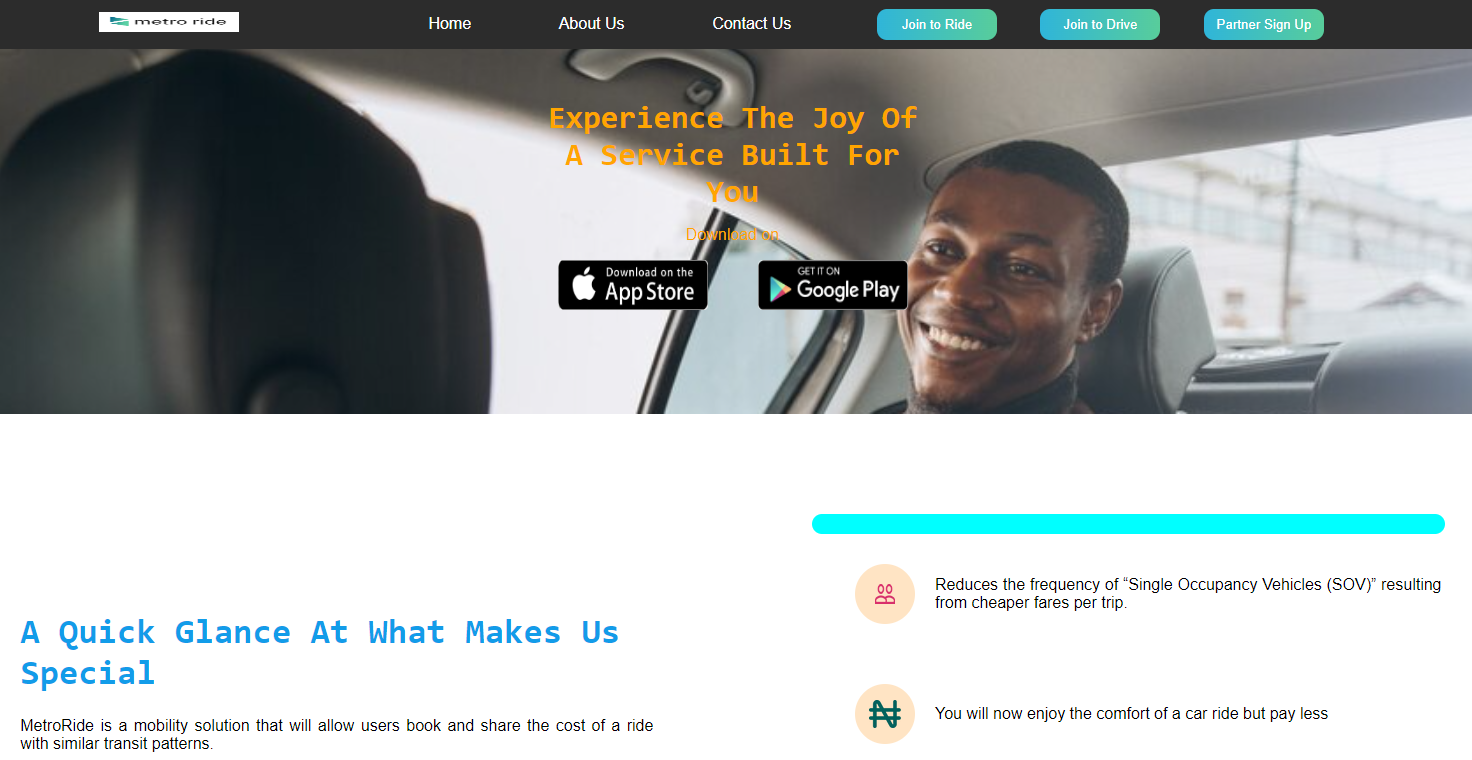 metro ride
Home
About Us
Contact Us
Join to Ride
Join to Drive
Partner Sign Up
Experience The Joy Of
A Service Built For
You
Download on
Download on the
App Store
GET IT ON
Google Play
A Quick Glance At What Makes Us
Special
MetroRide is a mobility solution that will allow users book and share the cost of a ride
with similar transit patterns.
Reduces the frequency of “Single Occupancy Vehicles (SOV)” resulting
from cheaper fares per trip.
You will now enjoy the comfort of a car ride but pay less